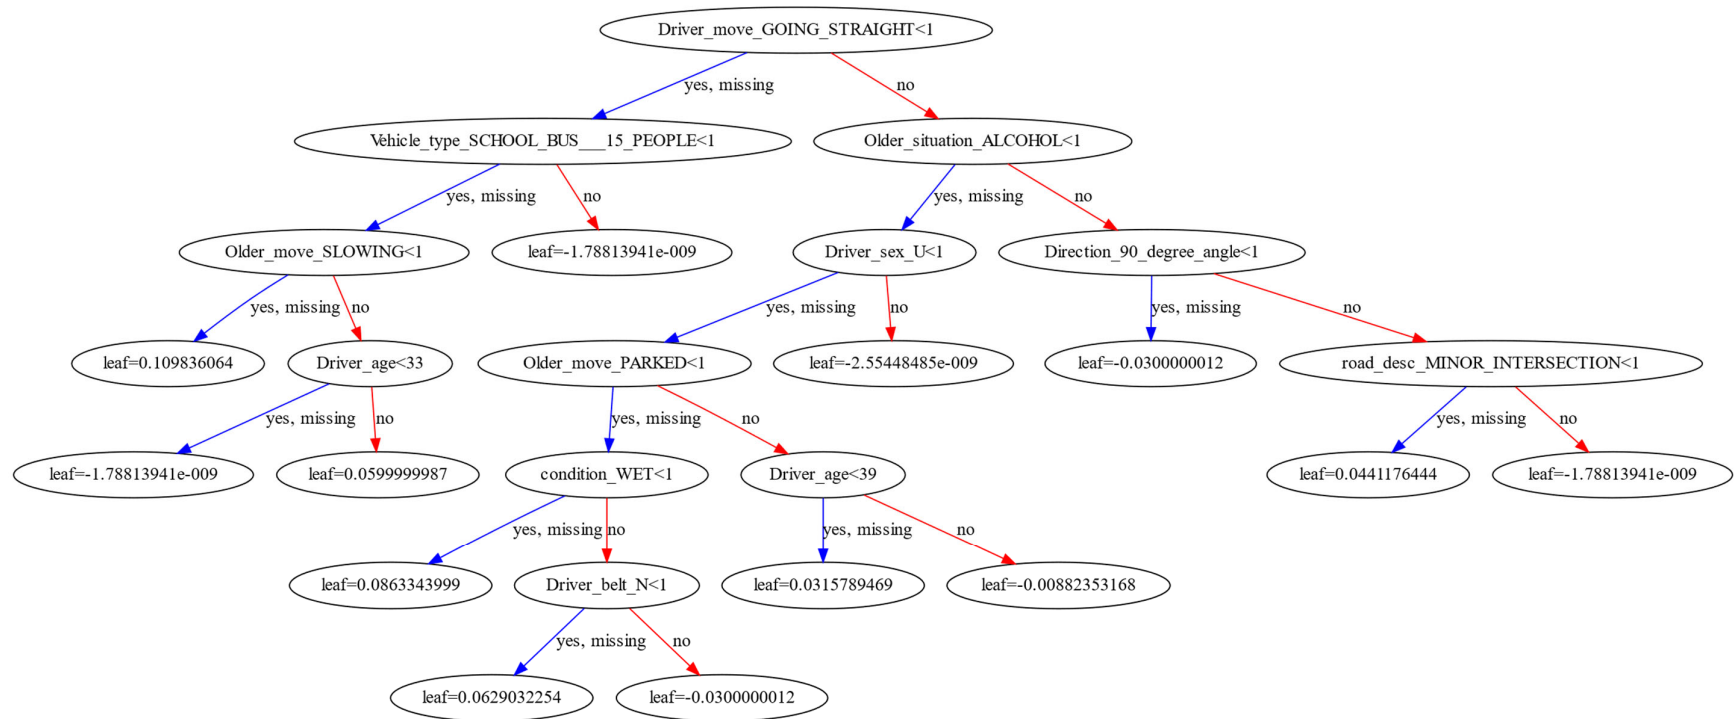 Driver_move_GOING_STRAIGHT<1
yes, missing
no
Vehicle_type_SCHOOL_BUS___15_PEOPLE<1
Older_situation_ALCOHOL<1
yes, missing
no
yes, missing
no
Older_move_SLOWING<1
leaf=-1.78813941e-009
Driver_sex_U<1
Direction_90_degree_angle<1
yes, missing
no
yes, missing
no
yes, missing
no
leaf=0.109836064
Driver_age<33
Older_move_PARKED<1
leaf=-2.55448485e-009
leaf=-0.0300000012
road_desc_MINOR_INTERSECTION<1
yes, missing
no
yes, missing
no
yes, missing
no
leaf=-1.78813941e-009
leaf=0.0599999987
condition_WET<1
Driver_age<39
leaf=0.0441176444
leaf=-1.78813941e-009
yes, missing
no
yes, missing
no
leaf=0.0863343999
Driver_belt_N<1
leaf=0.0315789469
leaf=-0.00882353168
yes, missing
no
leaf=0.0629032254
leaf=-0.0300000012